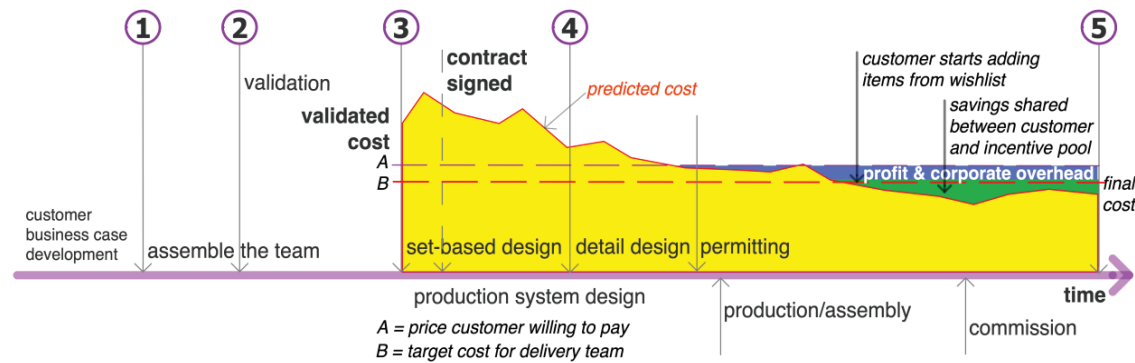 1
2
3
4
5
validation
contract
signed
predicted cost
customer starts adding
items from wishlist
savings shared
between customer
and incentive pool
validated
cost
A
B
profit & corporate overhead
final
cost
customer
business case
development
assemble the team
set-based design
detail design
permitting
time
production system design
production/assembly
commission
A = price customer willing to pay
B = target cost for delivery team